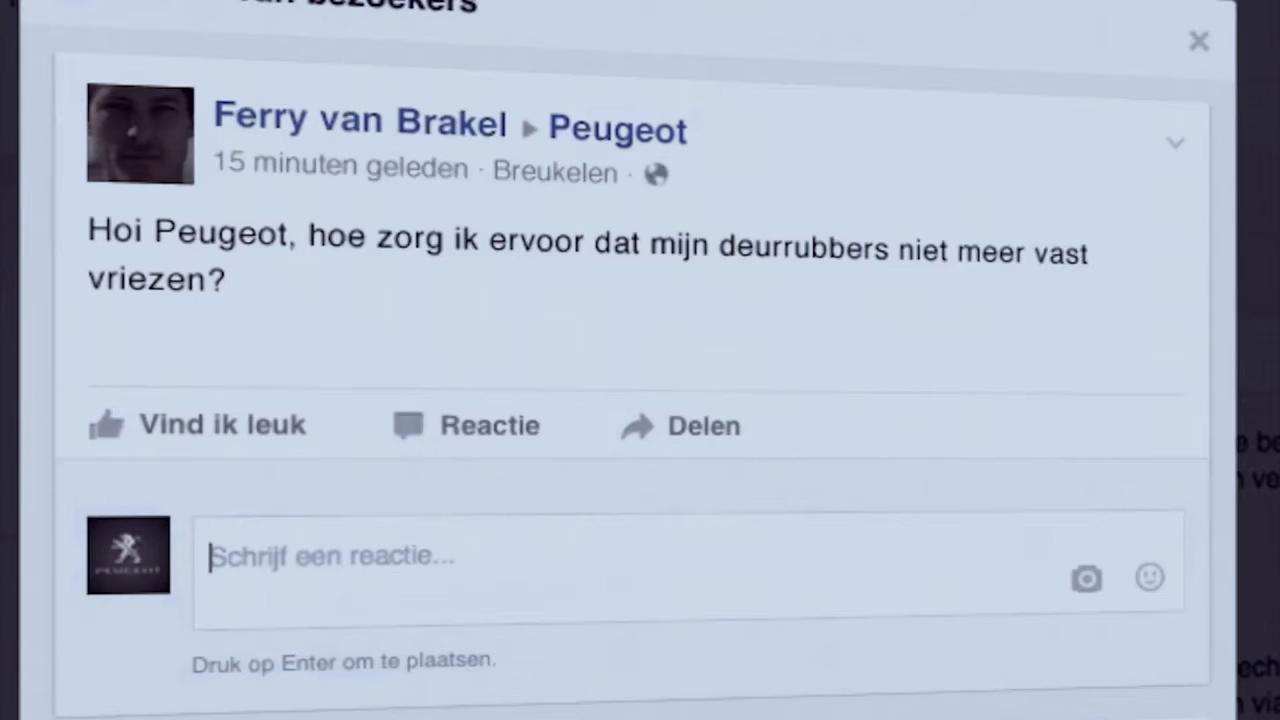 bezoekers
Ferry van Brakel ▸ Peugeot
15 minuten geleden · Breukelen ·
Hoi Peugeot, hoe zorg ik ervoor dat mijn deurrubbers niet meer vast
vriezen?
Vind ik leuk Reactie Delen
PEUGEOT
Schrijf een reactie...
Druk op Enter om te plaatsen.